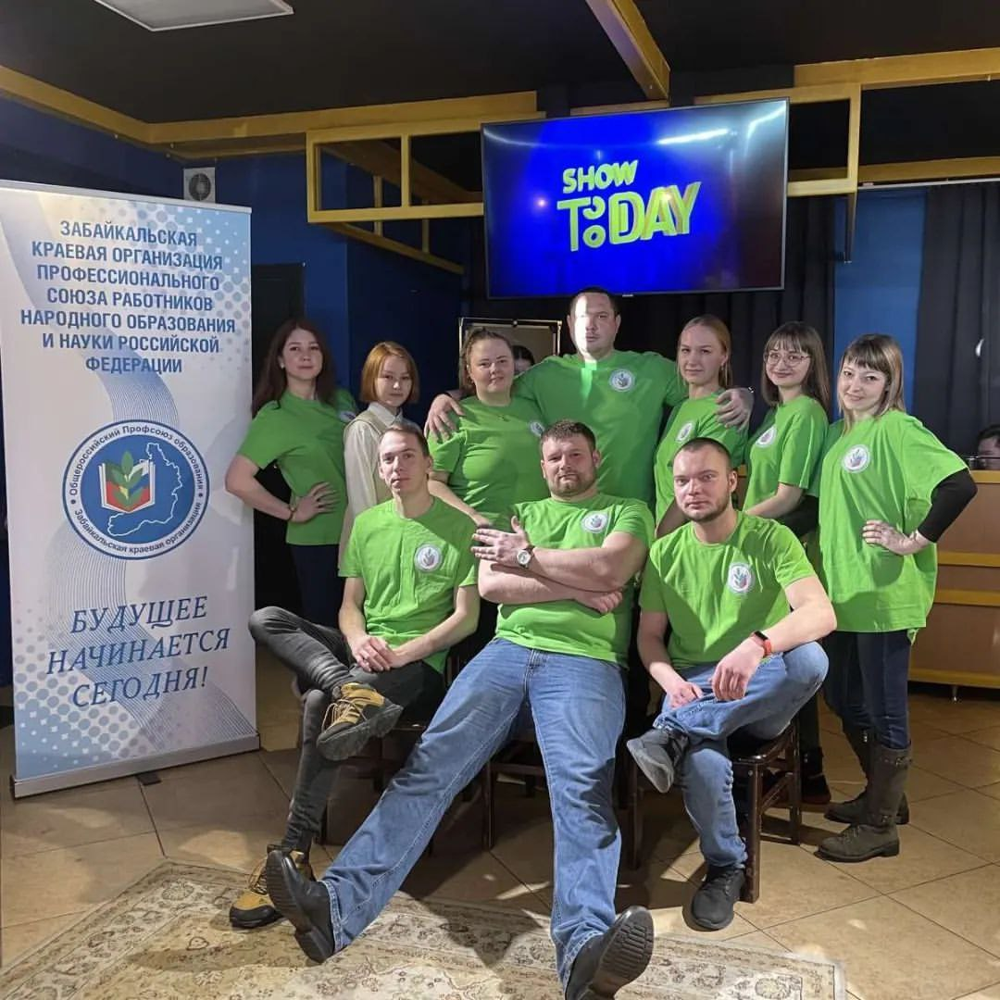 ЗАБАЙКАЛЬСКАЯ
КРАЕВАЯ ОРГАНИЗАЦИЯ
ПРОФЕССИОНАЛЬНОГО
СОЮЗА РАБОТНИКОВ
НАРОДНОГО ОБРАЗОВАНИЯ
И НАУКИ РОССИЙСКОЙ
ФЕДЕРАЦИИ
Общероссийский Профсоюз образования
Забайкальская краевая организация
БУДУЩЕЕ
НАЧИНАЕТСЯ
СЕГОДНЯ!
SHOW
TODAY